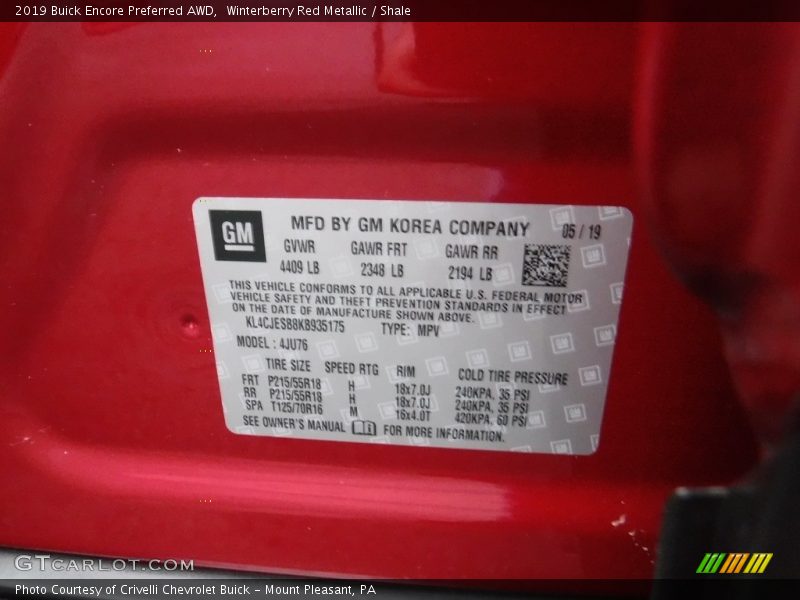 2019 Buick Encore Preferred AWD,  Winterberry Red Metallic / Shale
GM
MFD BY GM KOREA COMPANY 05 / 19
GVWR GAWR FRT GAWR RR
4409 LB 2348 LB 2194 LB
THIS VEHICLE CONFORMS TO ALL APPLICABLE U.S. FEDERAL MOTOR
VEHICLE SAFETY AND THEFT PREVENTION STANDARDS IN EFFECT
ON THE DATE OF MANUFACTURE SHOWN ABOVE.
KL4CJESB8KB935175 TYPE: MPV
MODEL : 4JU76
TIRE SIZE SPEED RTG RIM COLD TIRE PRESSURE
FRT P215/55R18 H 18x7.0J 240KPA, 35 PSI
RR P215/55R18 H 18x7.0J 240KPA, 35 PSI
SPA T125/70R16 M 16x4.0T 420KPA, 60 PSI
SEE OWNER'S MANUAL FOR MORE INFORMATION.
GTCARLOT.COM
Photo Courtesy of Crivelli Chevrolet Buick - Mount Pleasant, PA